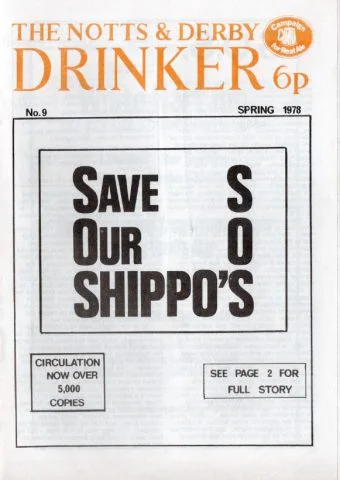 THE NOTTS & DERBY
DRINKER 6p
Campaign
CAMRA
for Real Ale
No.9 SPRING 1978
SAVE S
OUR O
SHIPPO'S
CIRCULATION
NOW OVER
5,000
COPIES
SEE PAGE 2 FOR
FULL STORY